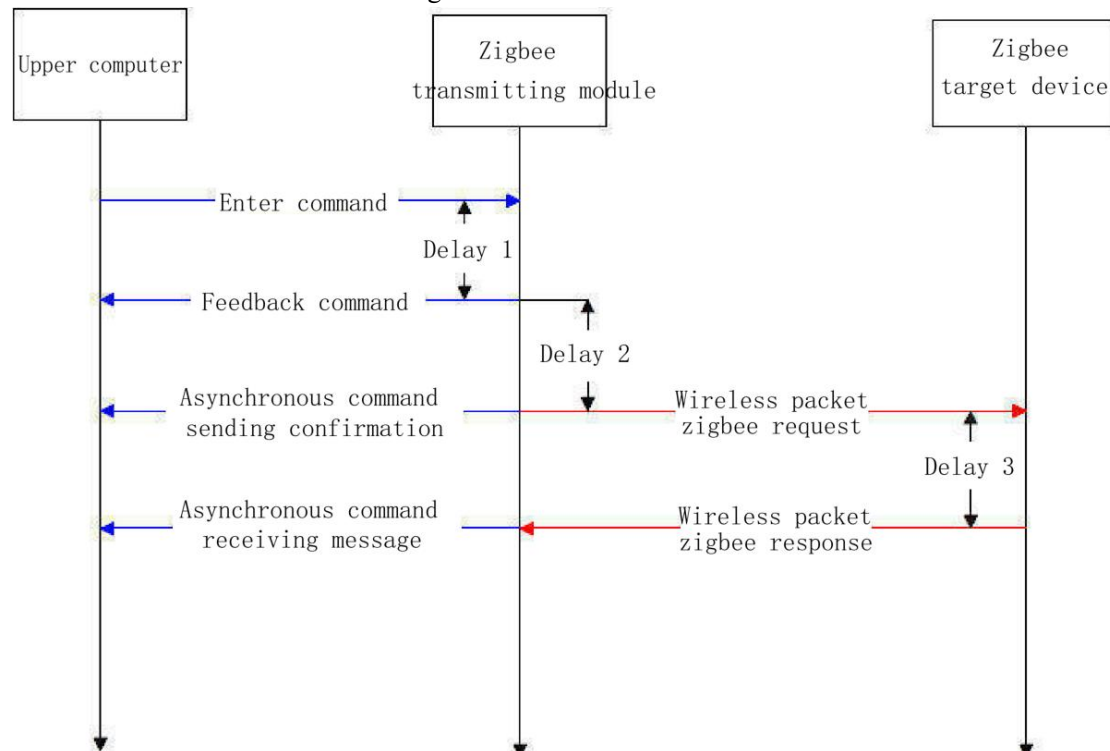 Upper computer
Zigbee
transmitting module
Zigbee
target device
Enter command
Delay 1
Feedback command
Delay 2
Asynchronous command
sending confirmation
Wireless packet
zigbee request
Delay 3
Asynchronous command
receiving message
Wireless packet
zigbee response